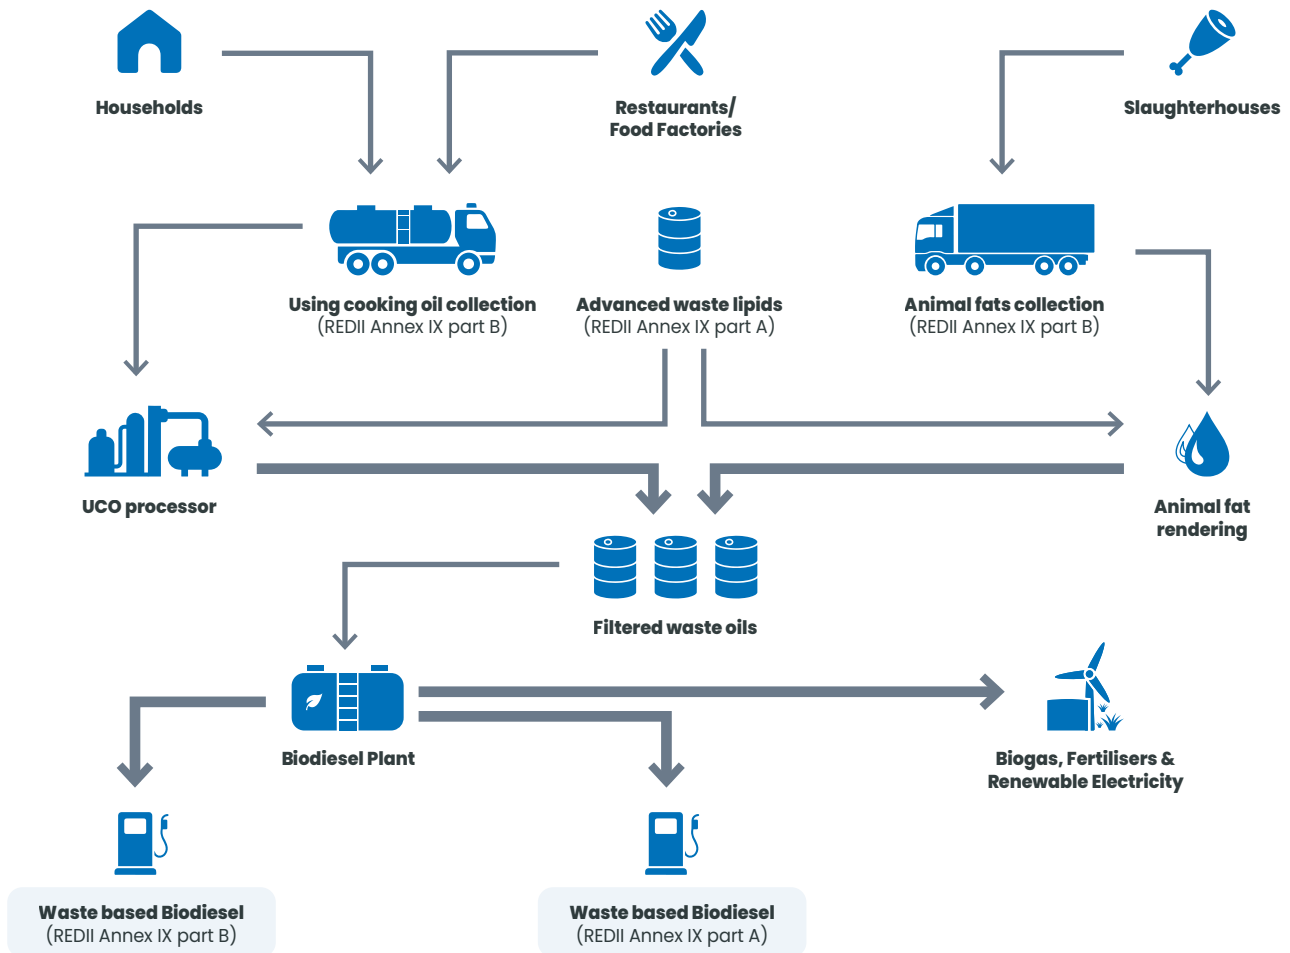 Households
Restaurants/
Food Factories
Slaughterhouses
Using cooking oil collection
(REDII Annex IX part B)
Advanced waste lipids
(REDII Annex IX part A)
Animal fats collection
(REDII Annex IX part B)
UCO processor
Animal fat
rendering
Filtered waste oils
Biodiesel Plant
Biogas, Fertilisers &
Renewable Electricity
Waste based Biodiesel
(REDII Annex IX part B)
Waste based Biodiesel
(REDII Annex IX part A)